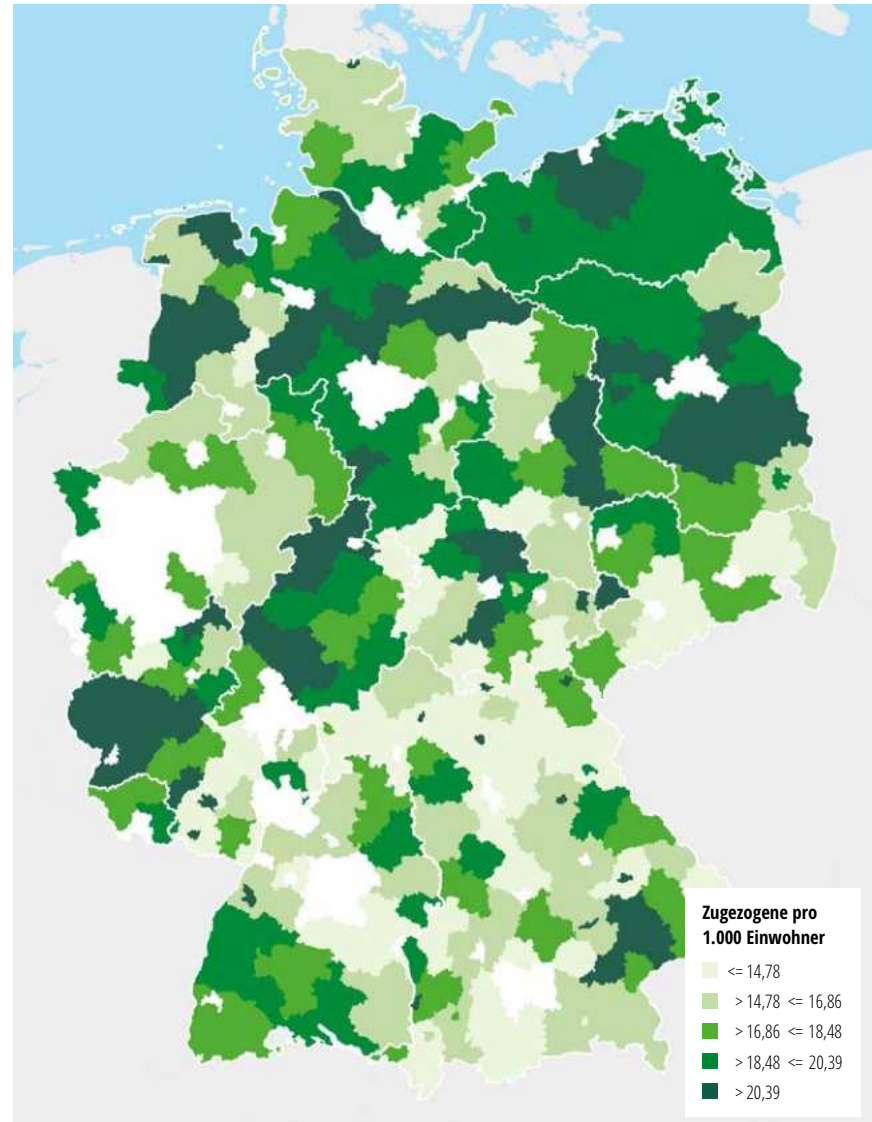 Zugezogene pro
1.000 Einwohner
<= 14,78
> 14,78 <= 16,86
> 16,86 <= 18,48
> 18,48 <= 20,39
> 20,39